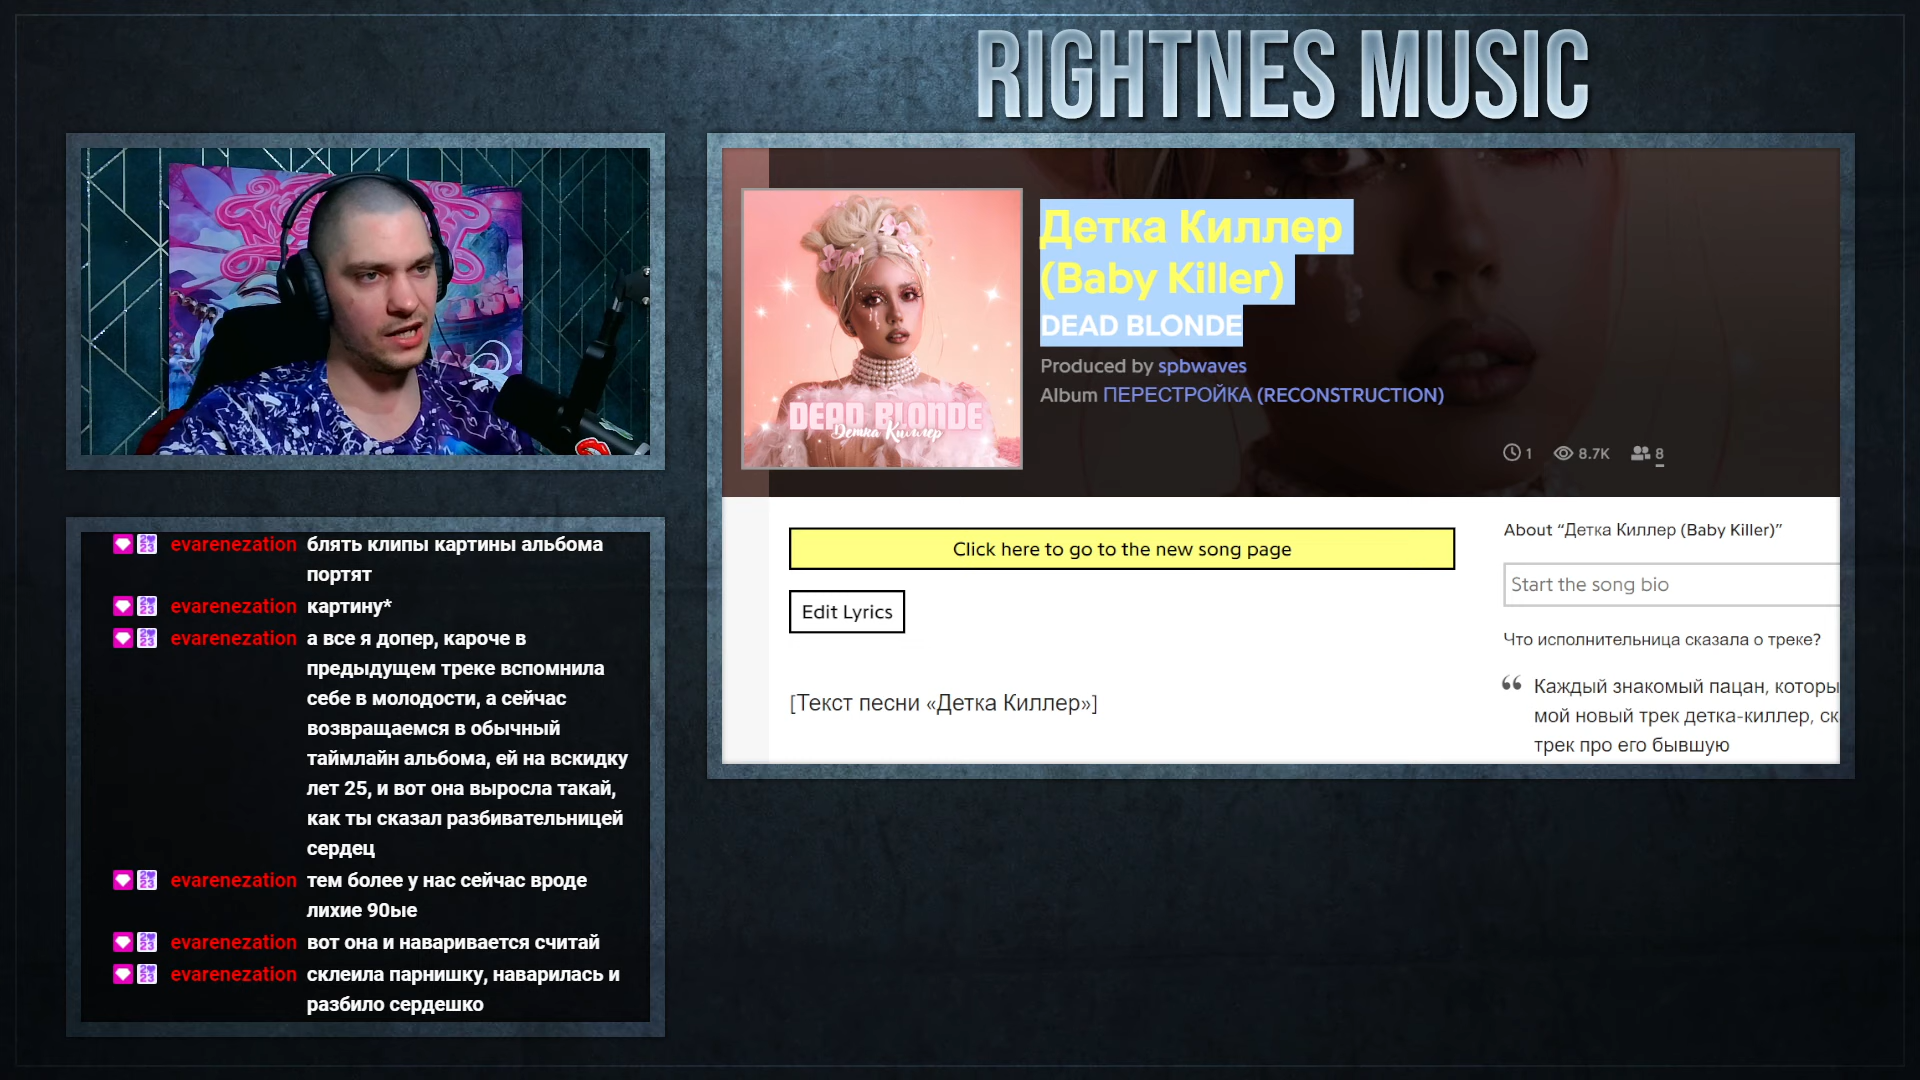 RIGHTNES MUSIC
Детка Киллер
(Baby Killer)
DEAD BLONDE
Produced by spbwaves
Album ПЕРЕСТРОЙКА (RECONSTRUCTION)
1 8.7K 8
DEAD BLONDE
Детка Киллер
Click here to go to the new song page
Edit Lyrics
[Текст песни «Детка Киллер»]
About “Детка Киллер (Baby Killer)”
Start the song bio
Что исполнительница сказала о треке?
“ Каждый знакомый пацан, которы
мой новый трек детка-киллер, ск
трек про его бывшую
evarenezation блять клипы картины альбома
портят
evarenezation картину*
evarenezation а все я допер, кароче в
предыдущем треке вспомнила
себе в молодости, а сейчас
возвращаемся в обычный
таймлайн альбома, ей на вскидку
лет 25, и вот она выросла такай,
как ты сказал разбивательницей
сердец
evarenezation тем более у нас сейчас вроде
лихие 90ые
evarenezation вот она и наваривается считай
evarenezation склеила парнишку, наварилась и
разбило сердешко